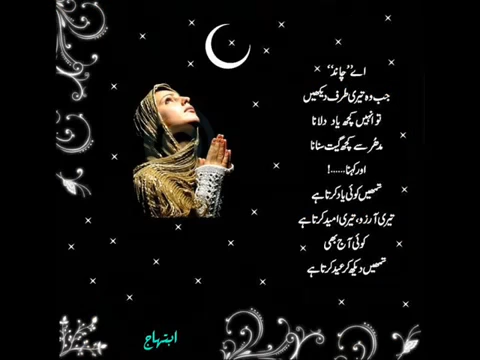 اے ’’چاند‘‘
جب وہ تیری طرف دیکھیں
تو انہیں کچھ یاد دلانا
مدھر سے کچھ گیت سنانا
اور کہنا......!
تمھیں کوئی یاد کرتا ہے
تیری آرزو، تیری امید کرتا ہے
کوئی آج بھی
تمھیں دیکھ کر عید کرتا ہے
ابتہاج